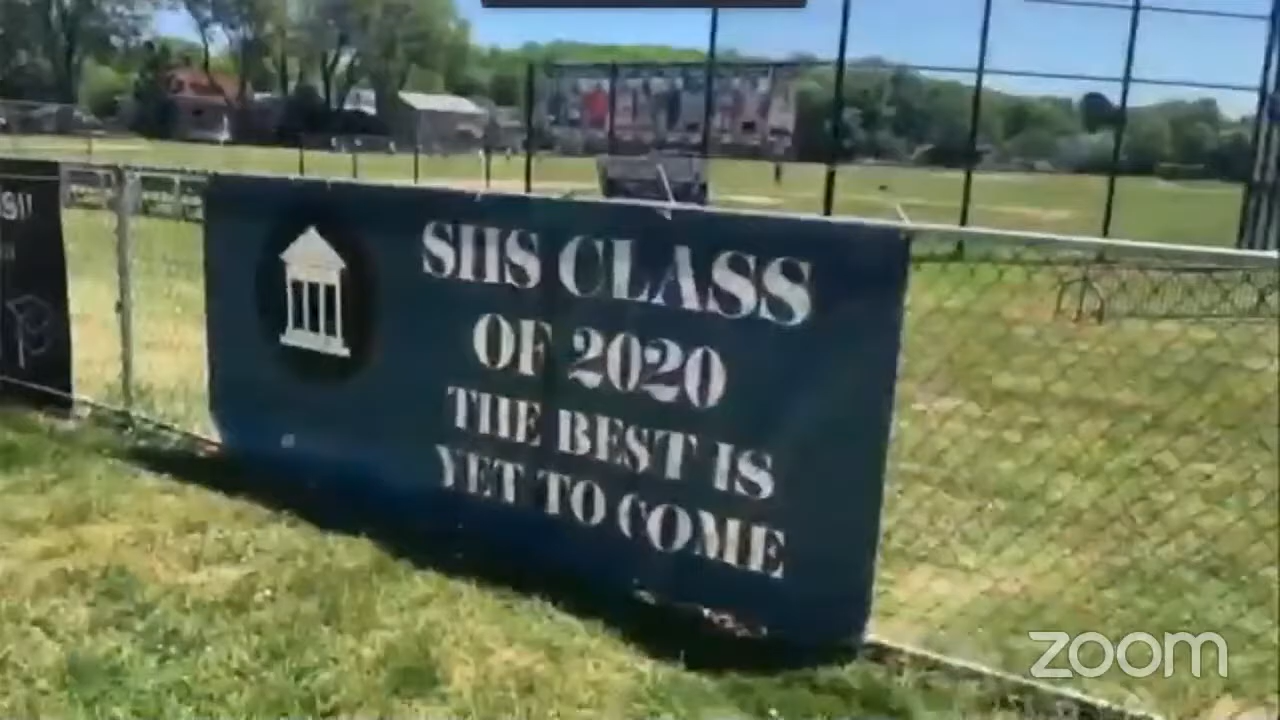 SHS CLASS
OF 2020
THE BEST IS
YET TO COME
zoom